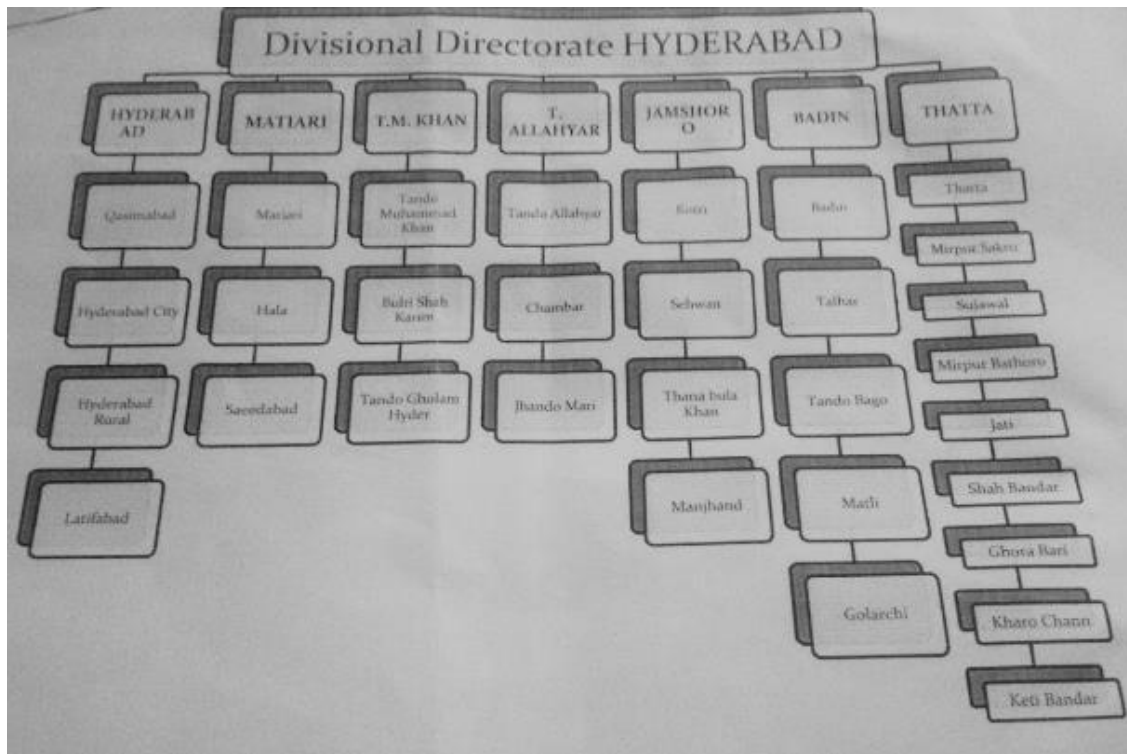 Divisional Directorate HYDERABAD
HYDERAB
AD
MATIARI
T.M. KHAN
T.
ALLAHYAR
JAMSHOR
O
BADIN
THATTA
Qasimabad
Hyderabad City
Hyderabad
Rural
Latifabad
Matiari
Hala
Saeedabad
Tando
Muhammad
Khan
Bulri Shah
Karim
Tando Ghulam
Hyder
Tando Allahyar
Chambar
Jhando Mari
Kotri
Sehwan
Thana bula
Khan
Manjhand
Badin
Talhar
Tando Bago
Matli
Golarchi
Thatta
Mirpur Sakro
Sujawal
Mirpur Bathoro
Jati
Shah Bandar
Ghora Bari
Kharo Chann
Keti Bandar